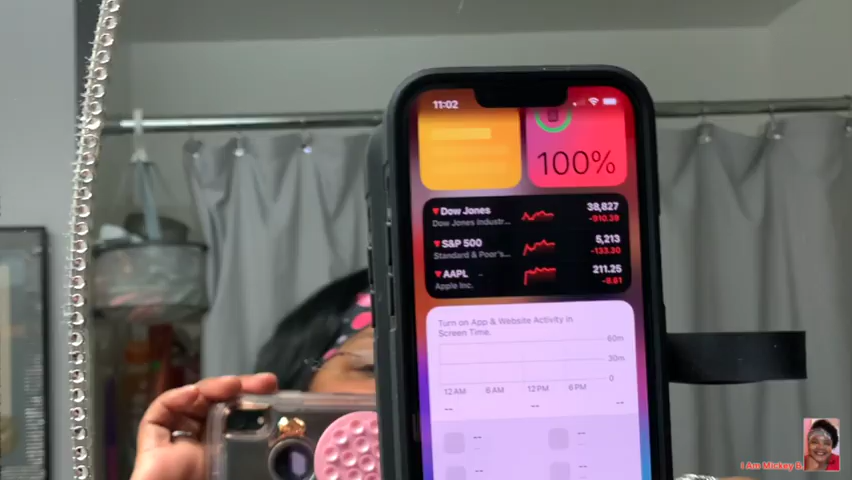 11:02
100%
Dow Jones
Dow Jones Industr...
38,827
-910.39
S&P 500
Standard & Poor's...
5,213
-133.30
AAPL
Apple Inc.
211.25
-8.61
Turn on App & Website Activity in
Screen Time.
60m
30m
0
12 AM 6 AM 12 PM 6 PM
-- -- --
-- --
-- --
I Am Mickey B.